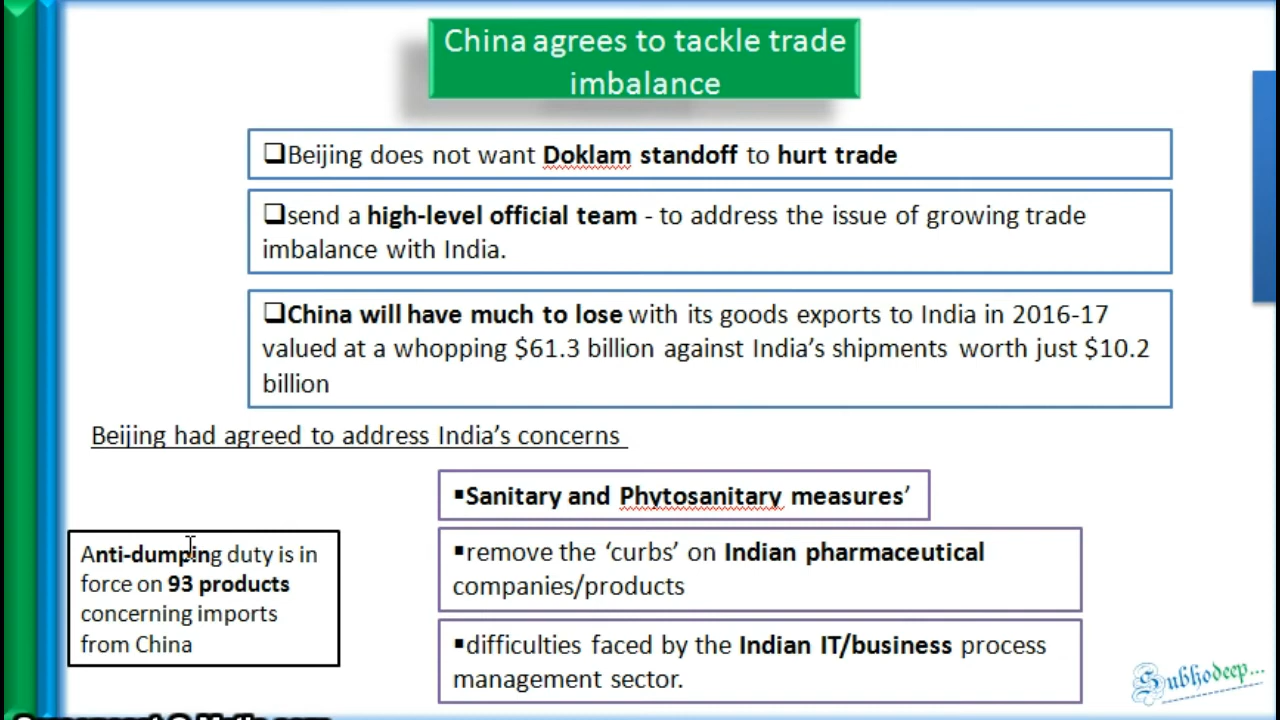 China agrees to tackle trade
imbalance
❑Beijing does not want Doklam standoff to hurt trade
❑send a high-level official team - to address the issue of growing trade
imbalance with India.
❑China will have much to lose with its goods exports to India in 2016-17
valued at a whopping $61.3 billion against India’s shipments worth just $10.2
billion
Beijing had agreed to address India’s concerns
▪Sanitary and Phytosanitary measures’
▪remove the ‘curbs’ on Indian pharmaceutical
companies/products
▪difficulties faced by the Indian IT/business process
management sector.
Anti-dumping duty is in
force on 93 products
concerning imports
from China
Subhodeep...